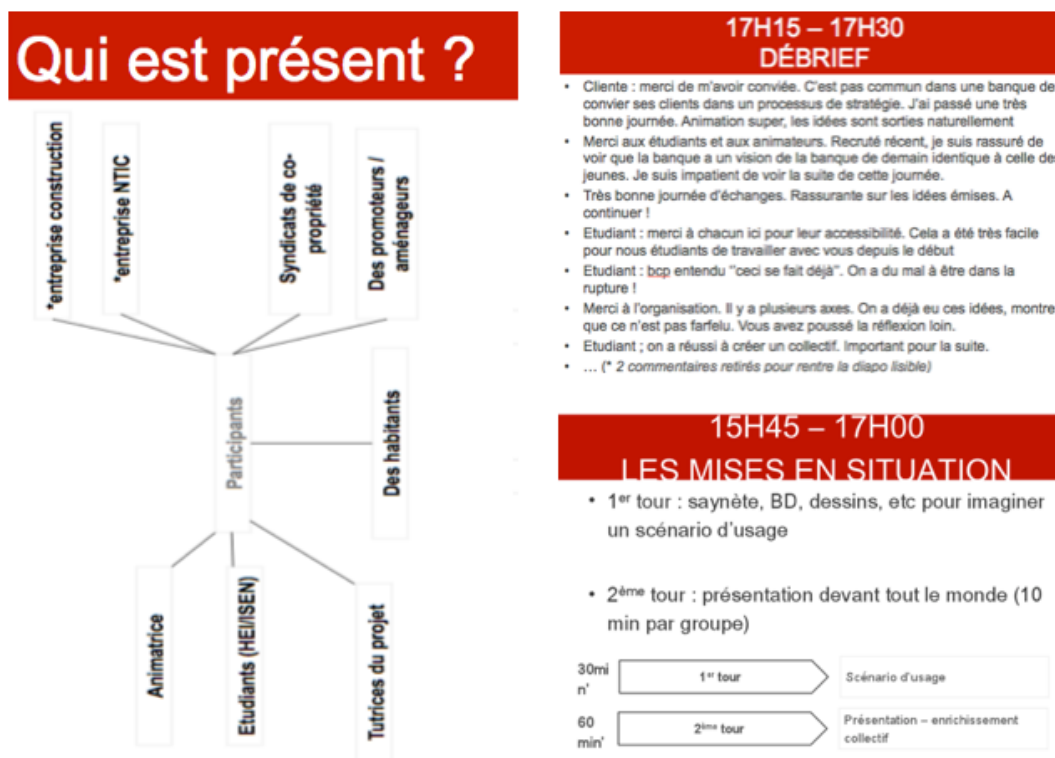 Qui est présent ?
*entreprise construction
*entreprise NTIC
Syndicats de co-
propriété
Des promoteurs /
aménageurs
Participants
Des habitants
Animatrice
Etudiants (HEI/ISEN)
Tutrices du projet
17H15 – 17H30
DÉBRIEF
• Cliente : merci de m'avoir conviée. C'est pas commun dans une banque de
convier ses clients dans un processus de stratégie. J'ai passé une très
bonne journée. Animation super, les idées sont sorties naturellement
• Merci aux étudiants et aux animateurs. Recruté récent, je suis rassuré de
voir que la banque a un vision de la banque de demain identique à celle des
jeunes. Je suis impatient de voir la suite de cette journée.
• Très bonne journée d'échanges. Rassurante sur les idées émises. A
continuer !
• Etudiant : merci à chacun ici pour leur accessibilité. Cela a été très facile
pour nous étudiants de travailler avec vous depuis le début
• Etudiant : bcp entendu "ceci se fait déjà". On a du mal à être dans la
rupture !
• Merci à l'organisation. Il y a plusieurs axes. On a déjà eu ces idées, montre
que ce n'est pas farfelu. Vous avez poussé la réflexion loin.
• Etudiant ; on a réussi à créer un collectif. Important pour la suite.
• … (* 2 commentaires retirés pour rentre la diapo lisible)
15H45 – 17H00
LES MISES EN SITUATION
• 1er tour : saynète, BD, dessins, etc pour imaginer
un scénario d'usage
• 2ème tour : présentation devant tout le monde (10
min par groupe)
30mi
n'
1er tour
Scénario d'usage
60
min'
2ème tour
Présentation – enrichissement
collectif